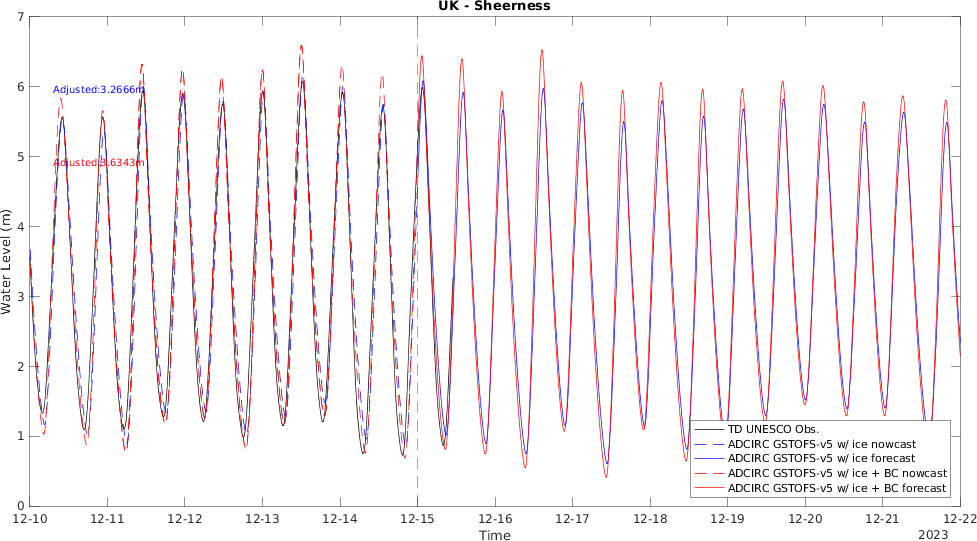 UK - Sheerness
7
6
5
4
3
2
1
0
Water Level (m)
Adjusted:3.2666m
Adjusted:3.6343m
TD UNESCO Obs.
ADCIRC GSTOFS-v5 w/ ice nowcast
ADCIRC GSTOFS-v5 w/ ice forecast
ADCIRC GSTOFS-v5 w/ ice + BC nowcast
ADCIRC GSTOFS-v5 w/ ice + BC forecast
12-10 12-11 12-12 12-13 12-14 12-15 12-16 12-17 12-18 12-19 12-20 12-21 12-22
Time
2023